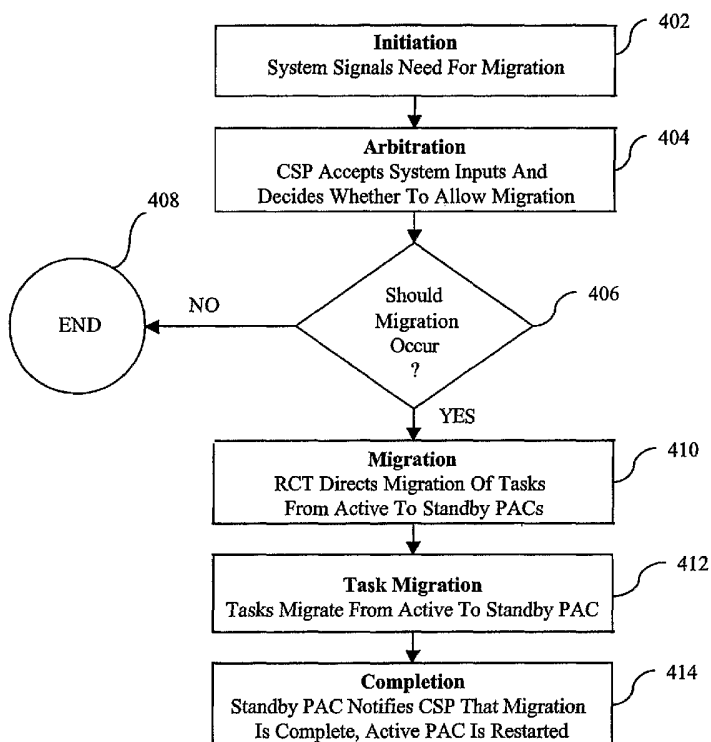 Initiation
System Signals Need For Migration
402
Arbitration
CSP Accepts System Inputs And
Decides Whether To Allow Migration
404
408
END
NO
Should
Migration
Occur
?
406
YES
Migration
RCT Directs Migration Of Tasks
From Active To Standby PACs
410
Task Migration
Tasks Migrate From Active To Standby PAC
412
Completion
Standby PAC Notifies CSP That Migration
Is Complete, Active PAC Is Restarted
414